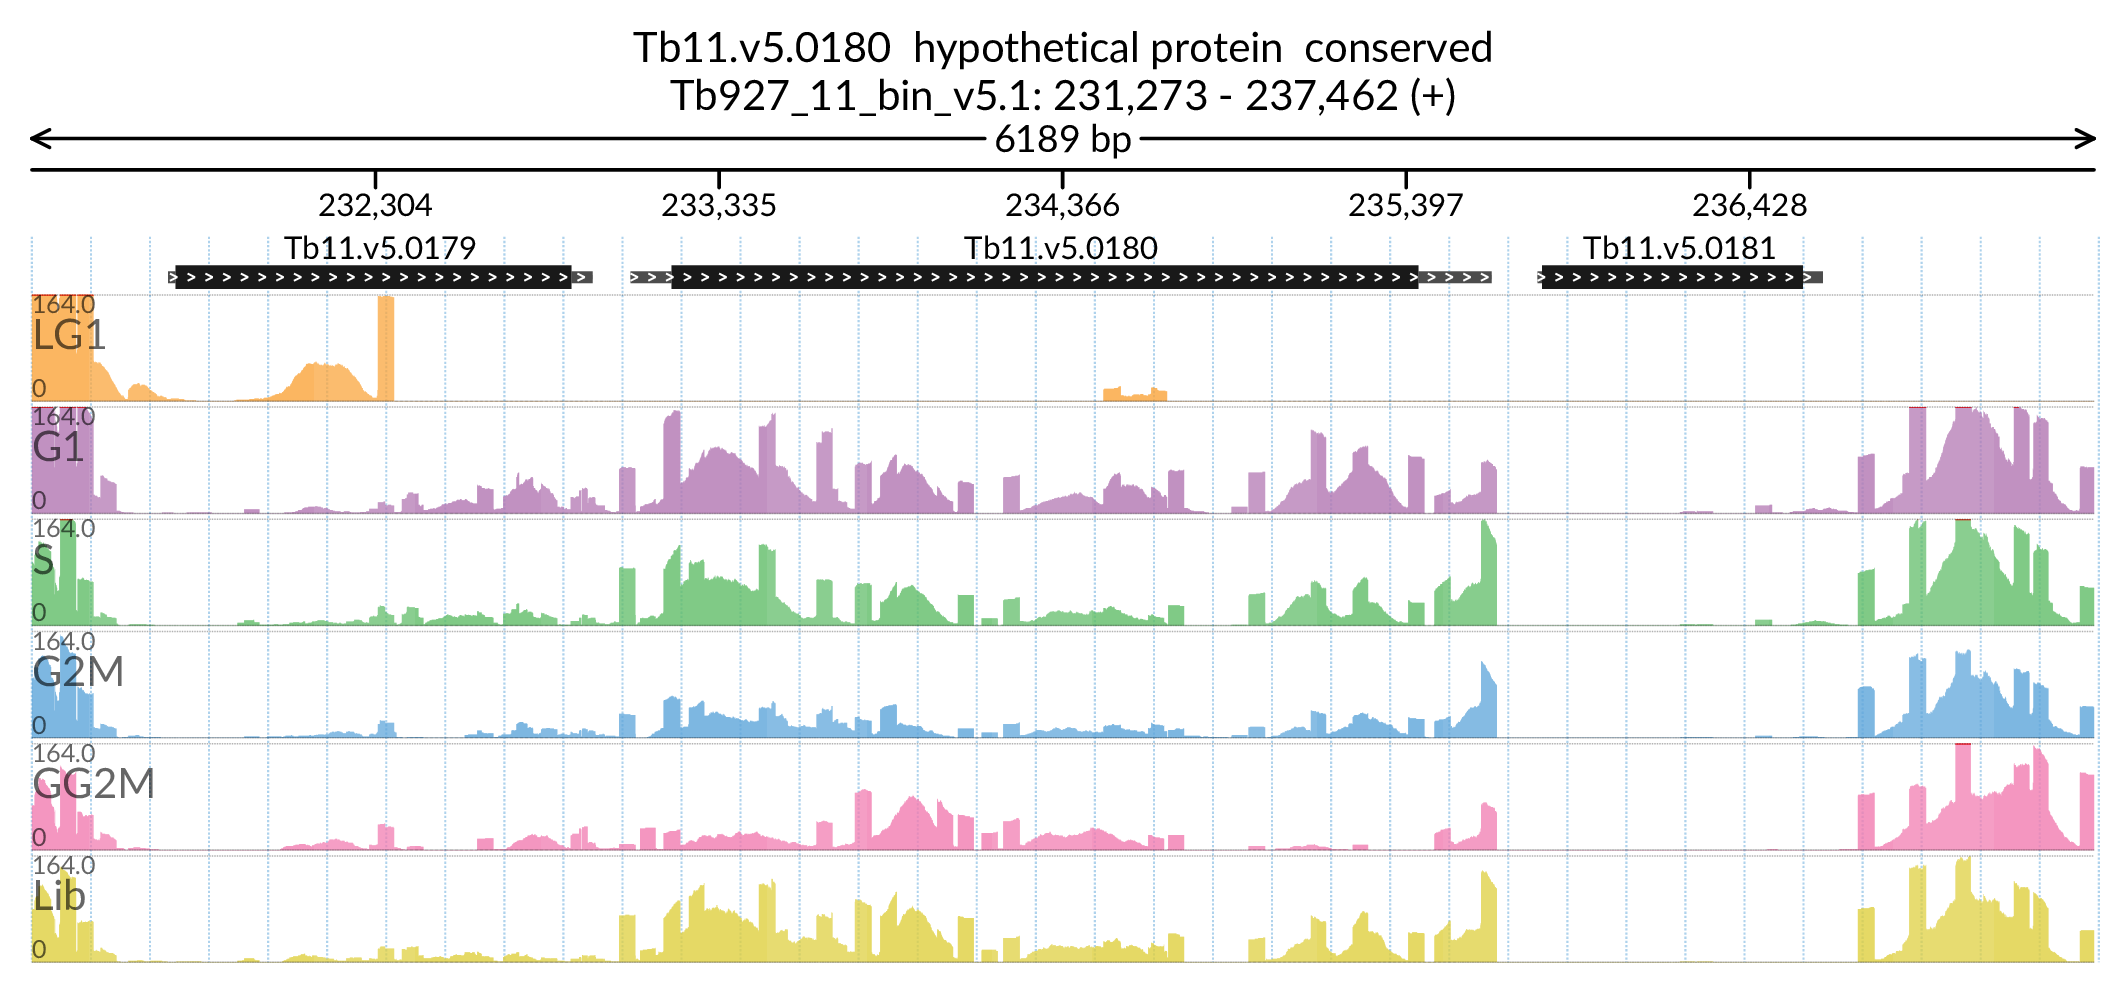 Tb11.v5.0180 hypothetical protein conserved
Tb927_11_bin_v5.1: 231,273 - 237,462 (+)
6189 bp
232,304 233,335 234,366 235,397 236,428
Tb11.v5.0179 Tb11.v5.0180 Tb11.v5.0181
164.0
LG1
0
164.0
G1
0
164.0
S
0
164.0
G2M
0
164.0
GG2M
0
164.0
Lib
0